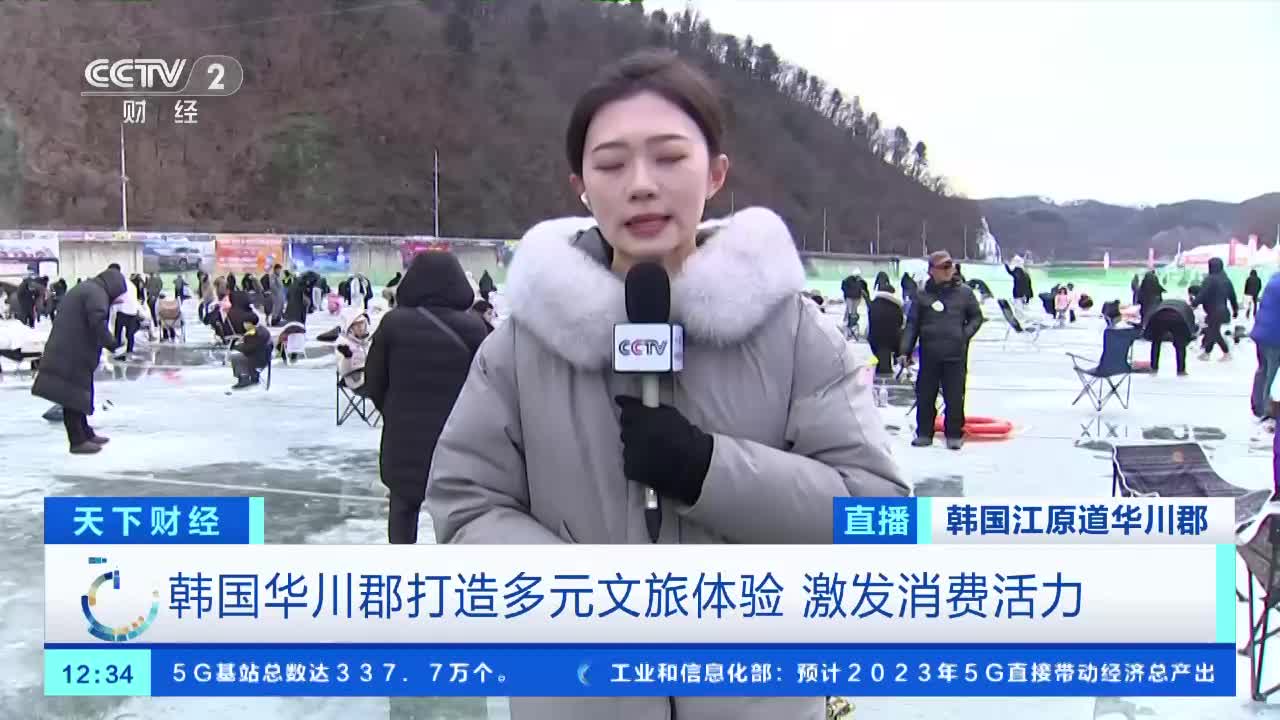 CCTV 2
财经
CCTV
天下财经
直播 韩国江原道华川郡
韩国华川郡打造多元文旅体验 激发消费活力
12:34 5G基站总数达337.7万个。 工业和信息化部:预计2023年5G直接带动经济总产出